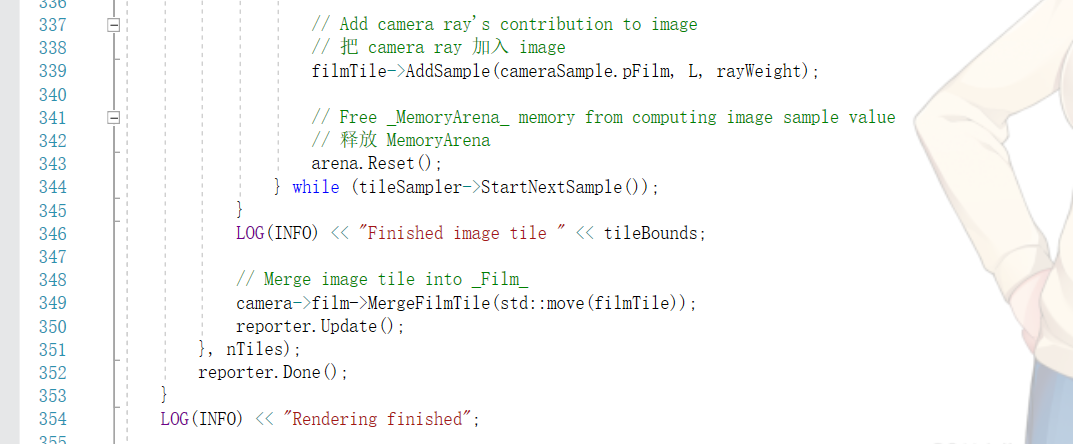 336
337 // Add camera ray's contribution to image
338 // 把 camera ray 加入 image
339 filmTile->AddSample(cameraSample.pFilm, L, rayWeight);
340
341 // Free _MemoryArena_ memory from computing image sample value
342 // 释放 MemoryArena
343 arena.Reset();
344 } while (tileSampler->StartNextSample());
345 }
346 LOG(INFO) << "Finished image tile " << tileBounds;
347
348 // Merge image tile into _Film_
349 camera->film->MergeFilmTile(std::move(filmTile));
350 reporter.Update();
351 }, nTiles);
352 reporter.Done();
353 }
354 LOG(INFO) << "Rendering finished";
355